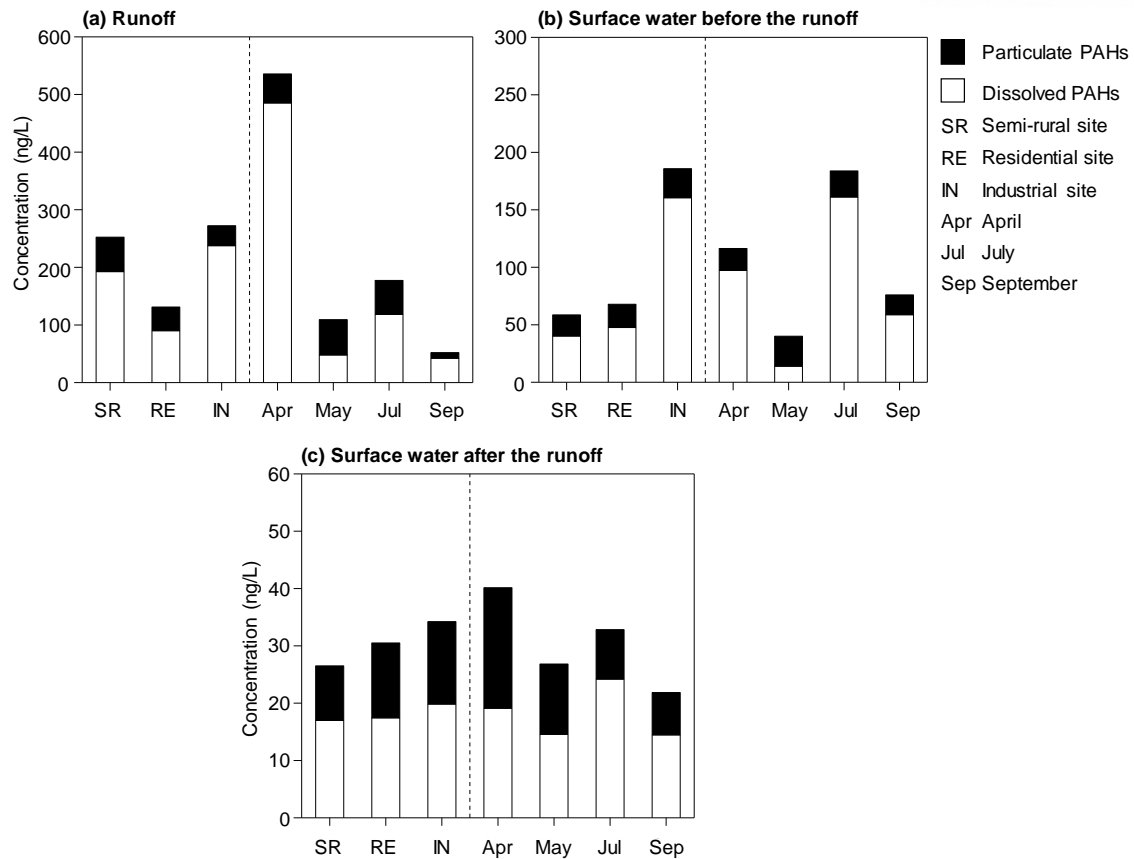 (a) Runoff
600
500
400
300
200
100
0
Concentration (ng/L)
SR RE IN Apr May Jul Sep
(b) Surface water before the runoff
300
250
200
150
100
50
0
SR RE IN Apr May Jul Sep
Particulate PAHs
Dissolved PAHs
SR Semi-rural site
RE Residential site
IN Industrial site
Apr April
Jul July
Sep September
(c) Surface water after the runoff
60
50
40
30
20
10
0
Concentration (ng/L)
SR RE IN Apr May Jul Sep